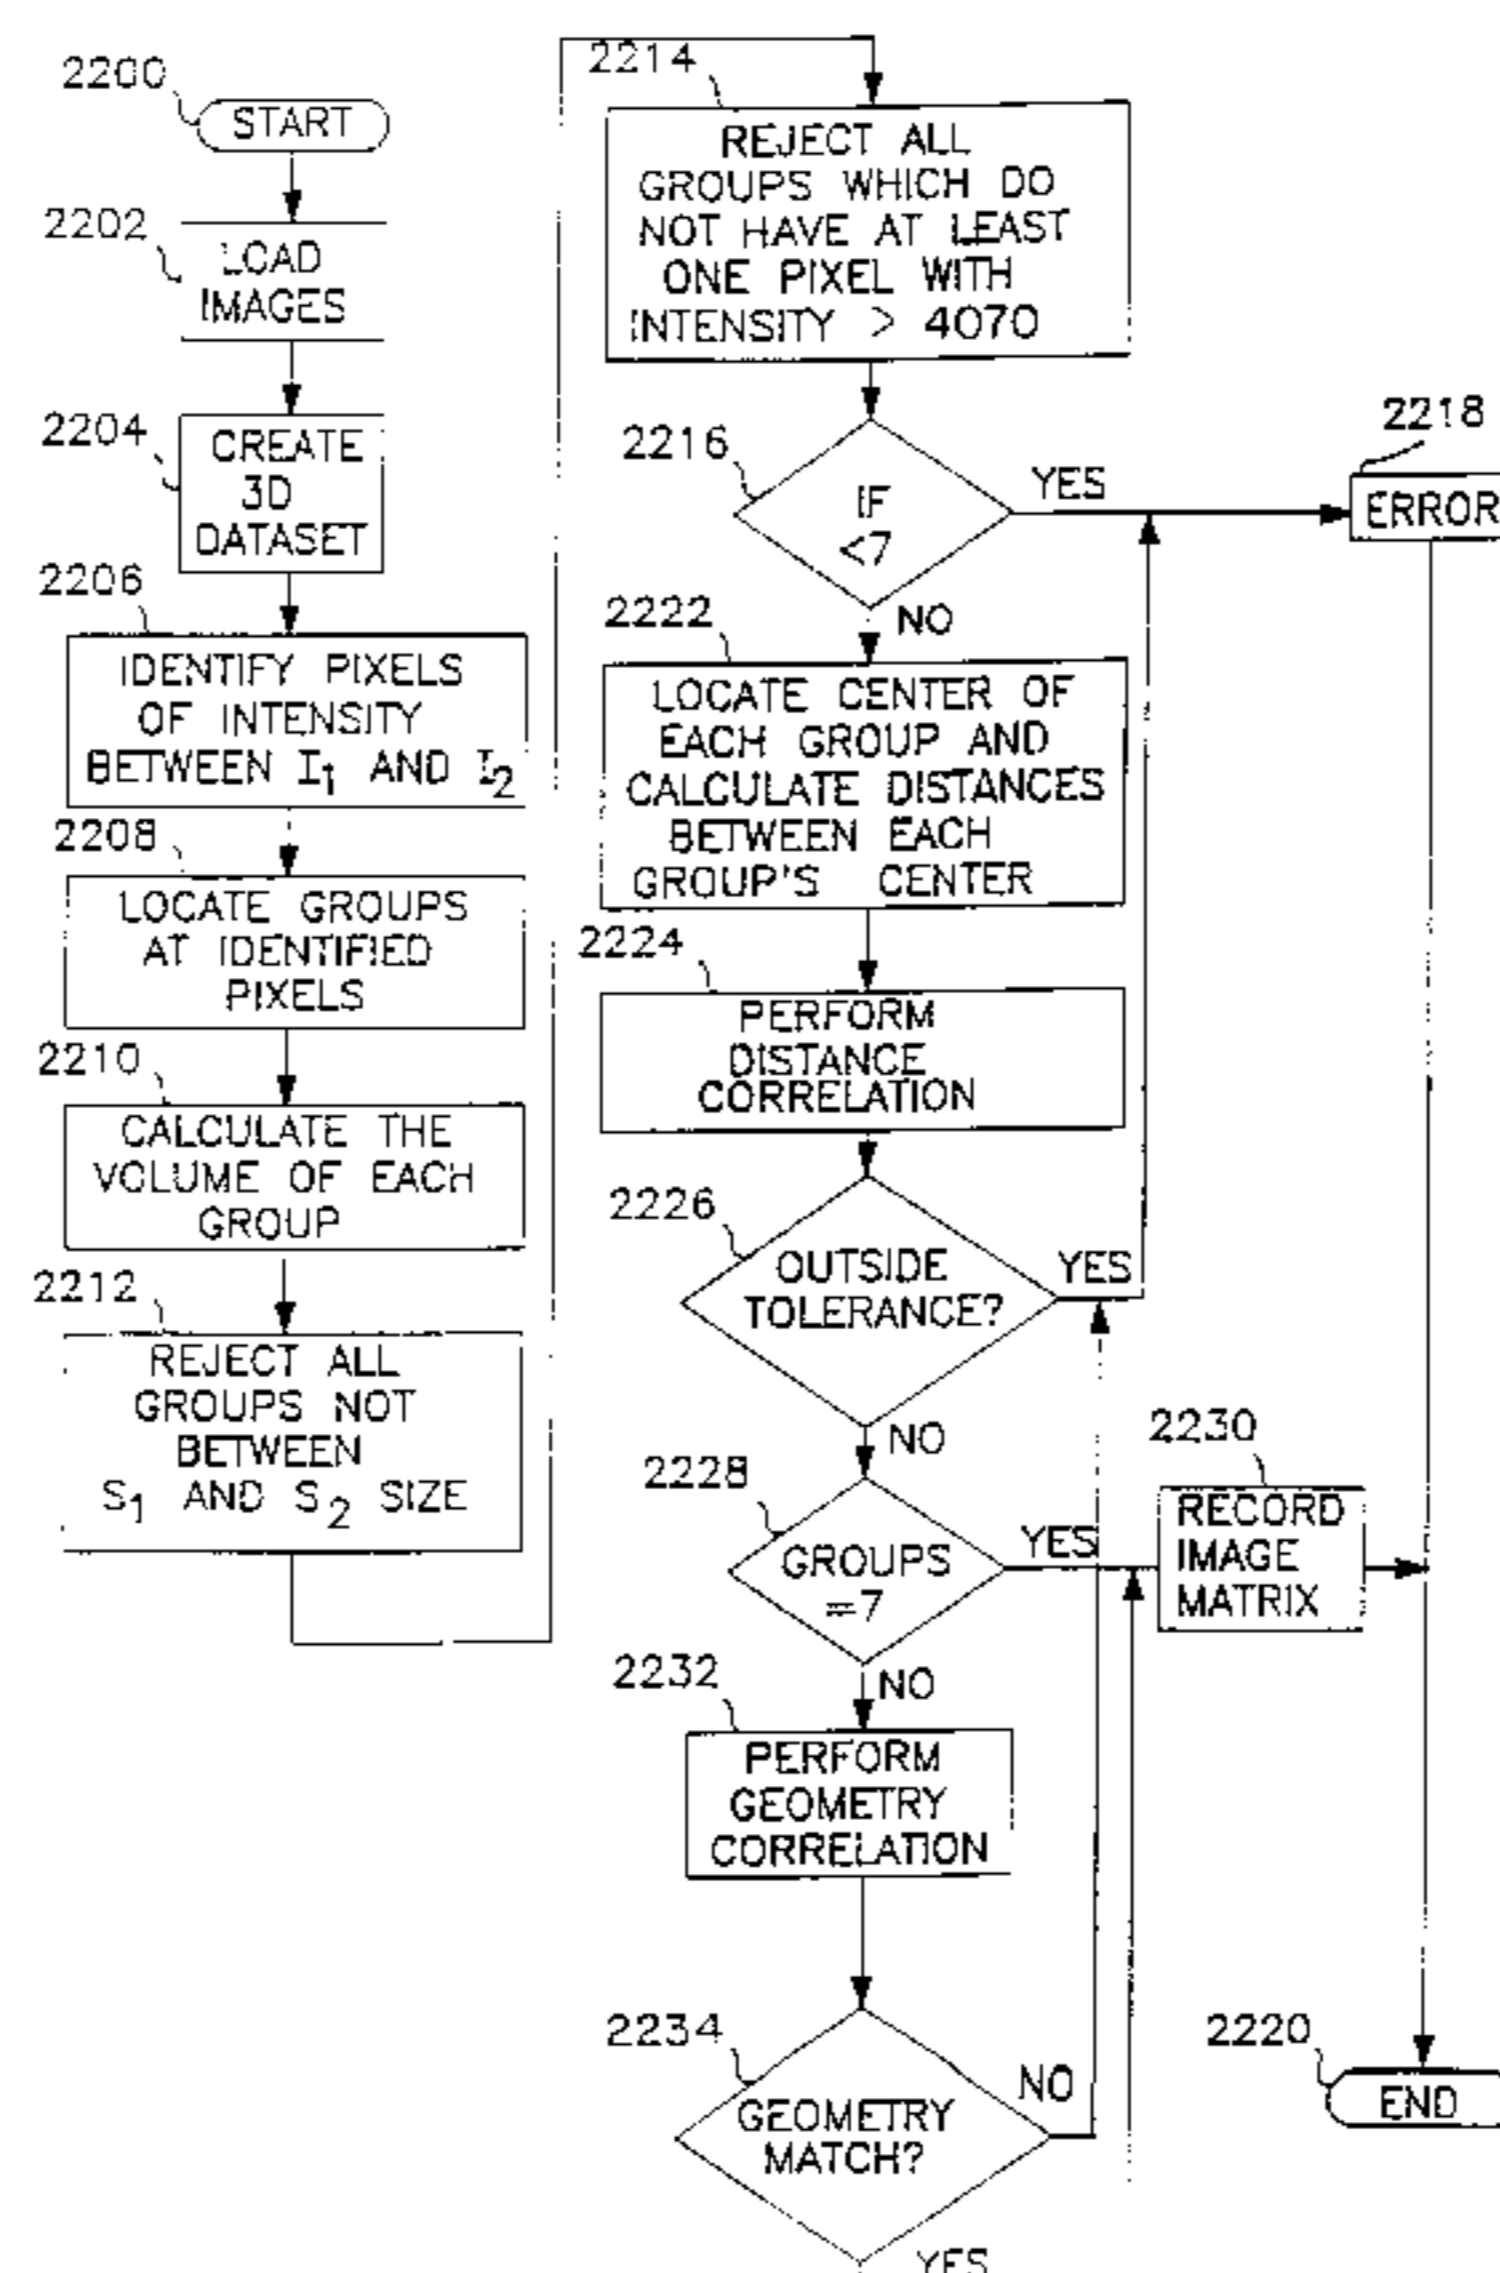 2200
START
2202
LOAD
IMAGES
2204
CREATE
3D
DATASET
2206
IDENTIFY PIXELS
OF INTENSITY
BETWEEN I1 AND I2
2208
LOCATE GROUPS
AT IDENTIFIED
PIXELS
2210
CALCULATE THE
VOLUME OF EACH
GROUP
2212
REJECT ALL
GROUPS NOT
BETWEEN
S1 AND S2 SIZE
2214
REJECT ALL
GROUPS WHICH DO
NOT HAVE AT LEAST
ONE PIXEL WITH
INTENSITY > 4070
2216
IF
<7
YES
NO
2218
ERROR
2222
LOCATE CENTER OF
EACH GROUP AND
CALCULATE DISTANCES
BETWEEN EACH
GROUP'S CENTER
2224
PERFORM
DISTANCE
CORRELATION
2226
OUTSIDE
TOLERANCE?
YES
NO
2228
GROUPS
=7
YES
NO
2230
RECORD
IMAGE
MATRIX
2232
PERFORM
GEOMETRY
CORRELATION
2234
GEOMETRY
MATCH?
NO
YES
2220
END